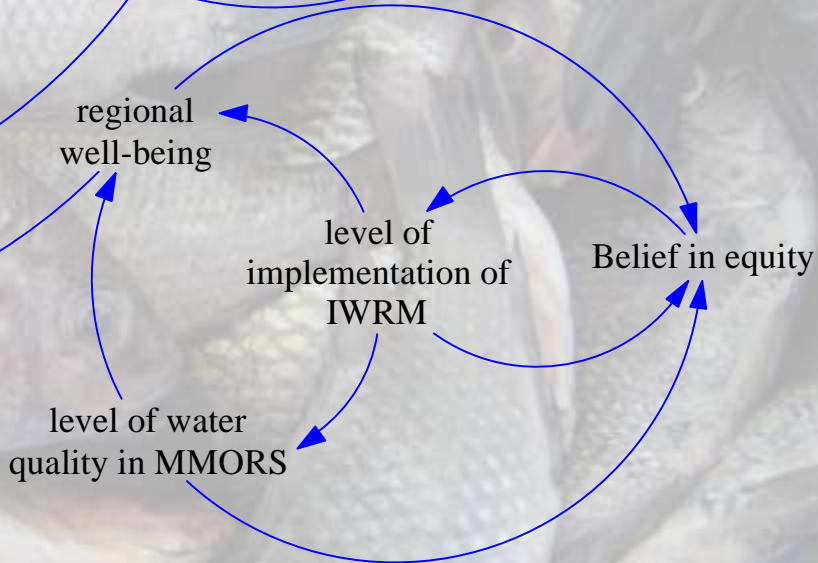 regional
well-being
level of
implementation of
IWRM
Belief in equity
level of water
quality in MMORS